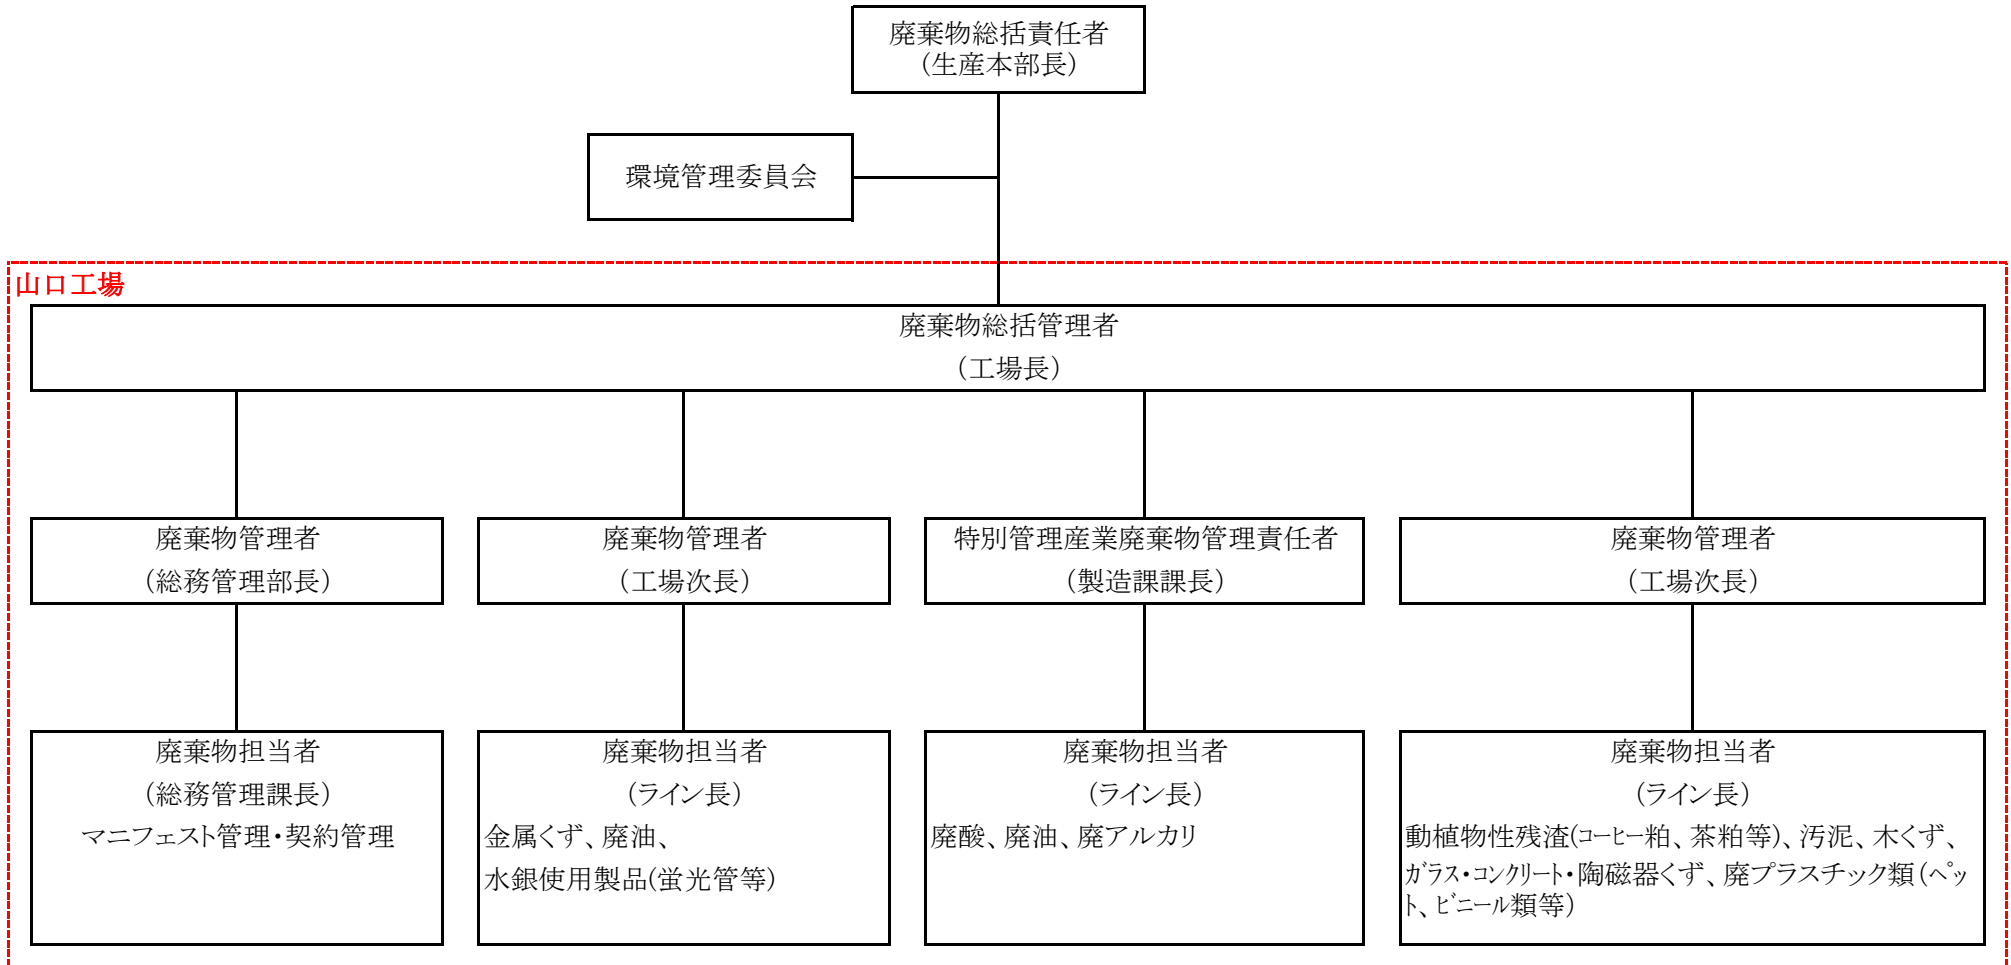 廃棄物総括責任者
（生産本部長）
環境管理委員会
山口工場
廃棄物総括管理者
（工場長）
廃棄物管理者
（総務管理部長）
廃棄物管理者
（工場次長）
特別管理産業廃棄物管理責任者
（製造課課長）
廃棄物管理者
（工場次長）
廃棄物担当者
（総務管理課長）
マニフェスト管理・契約管理
廃棄物担当者
（ライン長）
金属くず、廃油、
水銀使用製品(蛍光管等)
廃棄物担当者
（ライン長）
廃酸、廃油、廃アルカリ
廃棄物担当者
（ライン長）
動植物性残渣(ｺｰﾋｰ粕、茶粕等)、汚泥、木くず、
ｶﾞﾗｽ・ｺﾝｸﾘｰﾄ・陶磁器くず、廃プラスチック類（ﾍﾟｯ
ﾄ、ﾋﾞﾆｰﾙ類等）